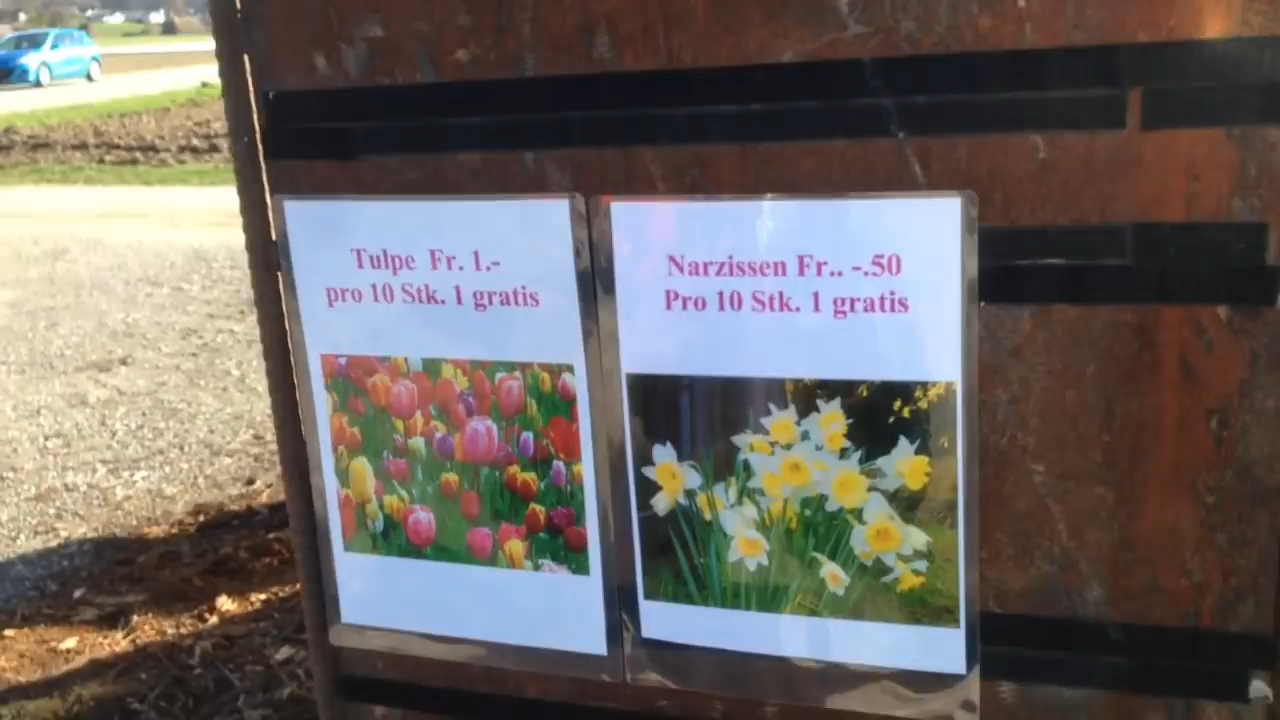 Tulpe Fr. 1.-
pro 10 Stk. 1 gratis
Narzissen Fr.. -.50
Pro 10 Stk. 1 gratis